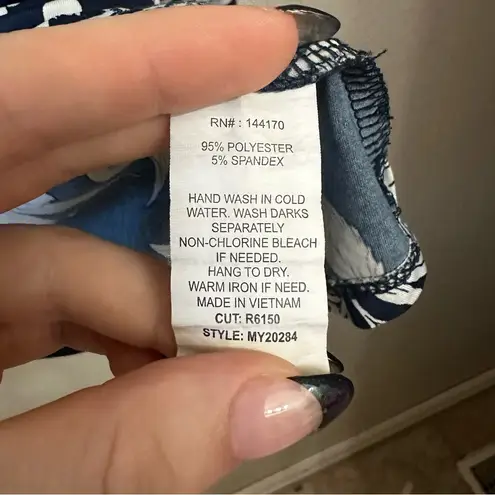 RN# : 144170
95% POLYESTER
5% SPANDEX
HAND WASH IN COLD
WATER. WASH DARKS
SEPARATELY
NON-CHLORINE BLEACH
IF NEEDED.
HANG TO DRY.
WARM IRON IF NEED.
MADE IN VIETNAM
CUT: R6150
STYLE: MY20284